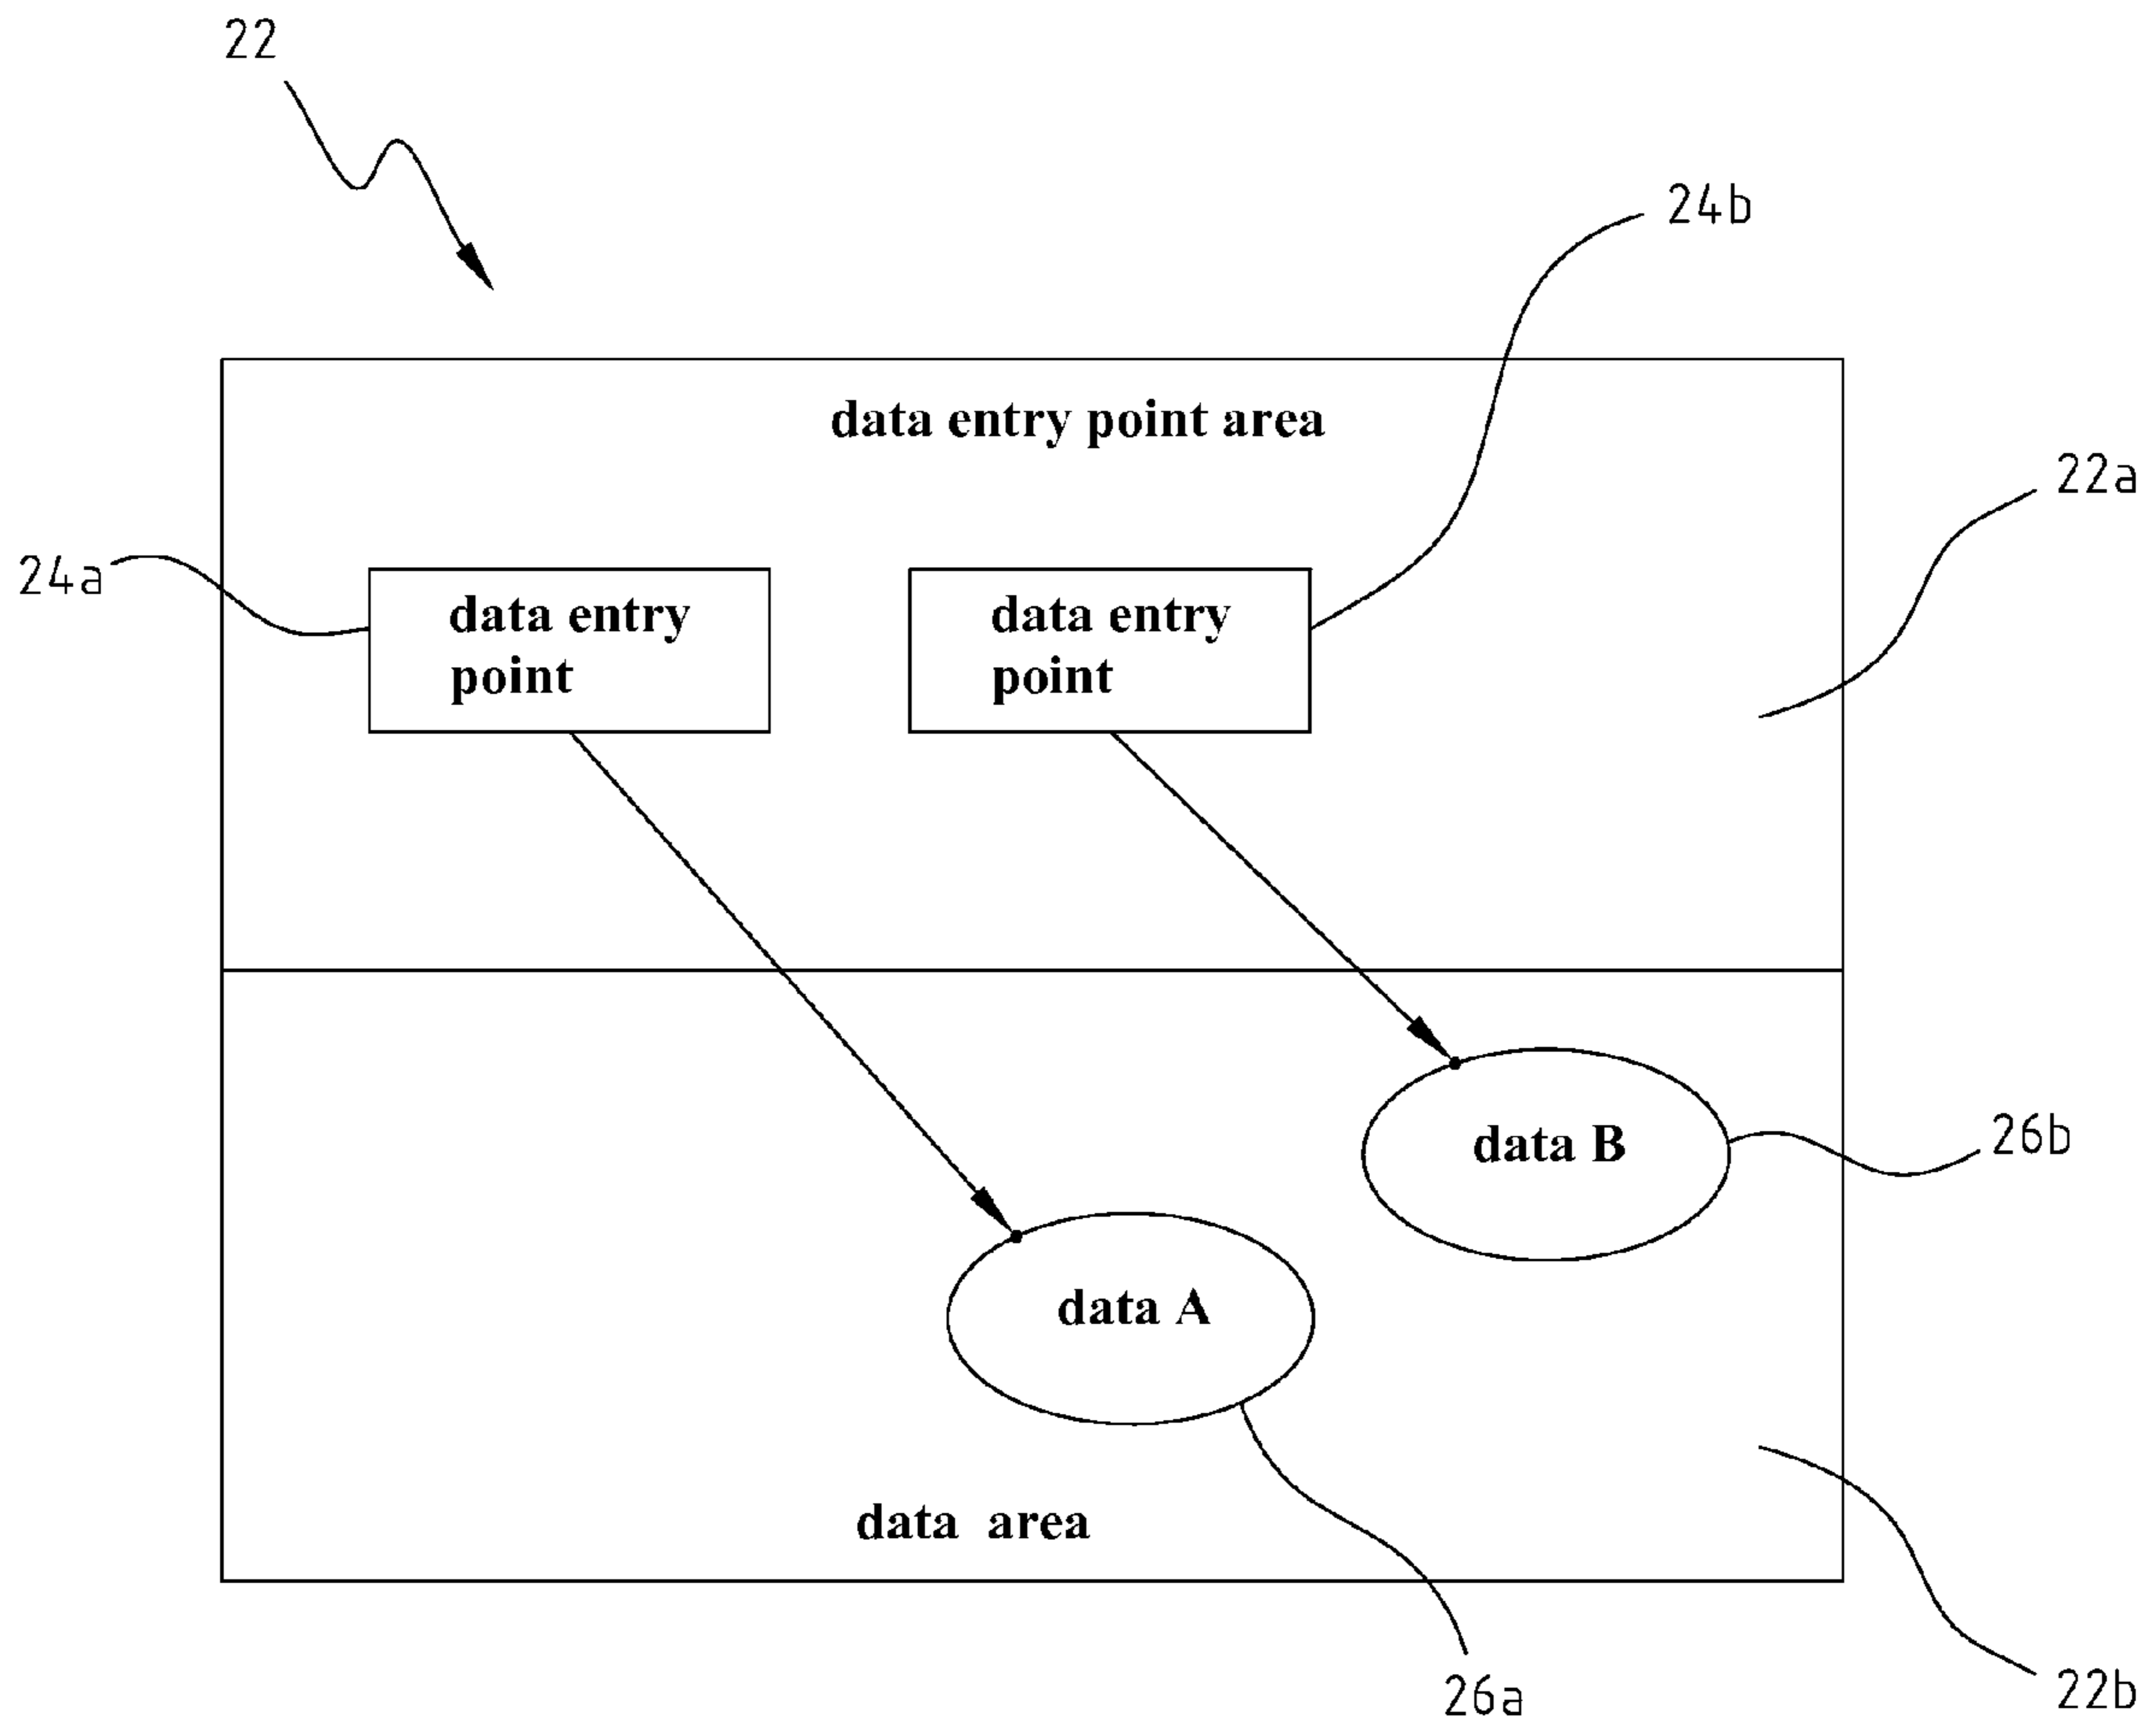 22
24b
data entry point area
22a
24a
data entry
point
data entry
point
data B
26b
data A
data area
26a
22b